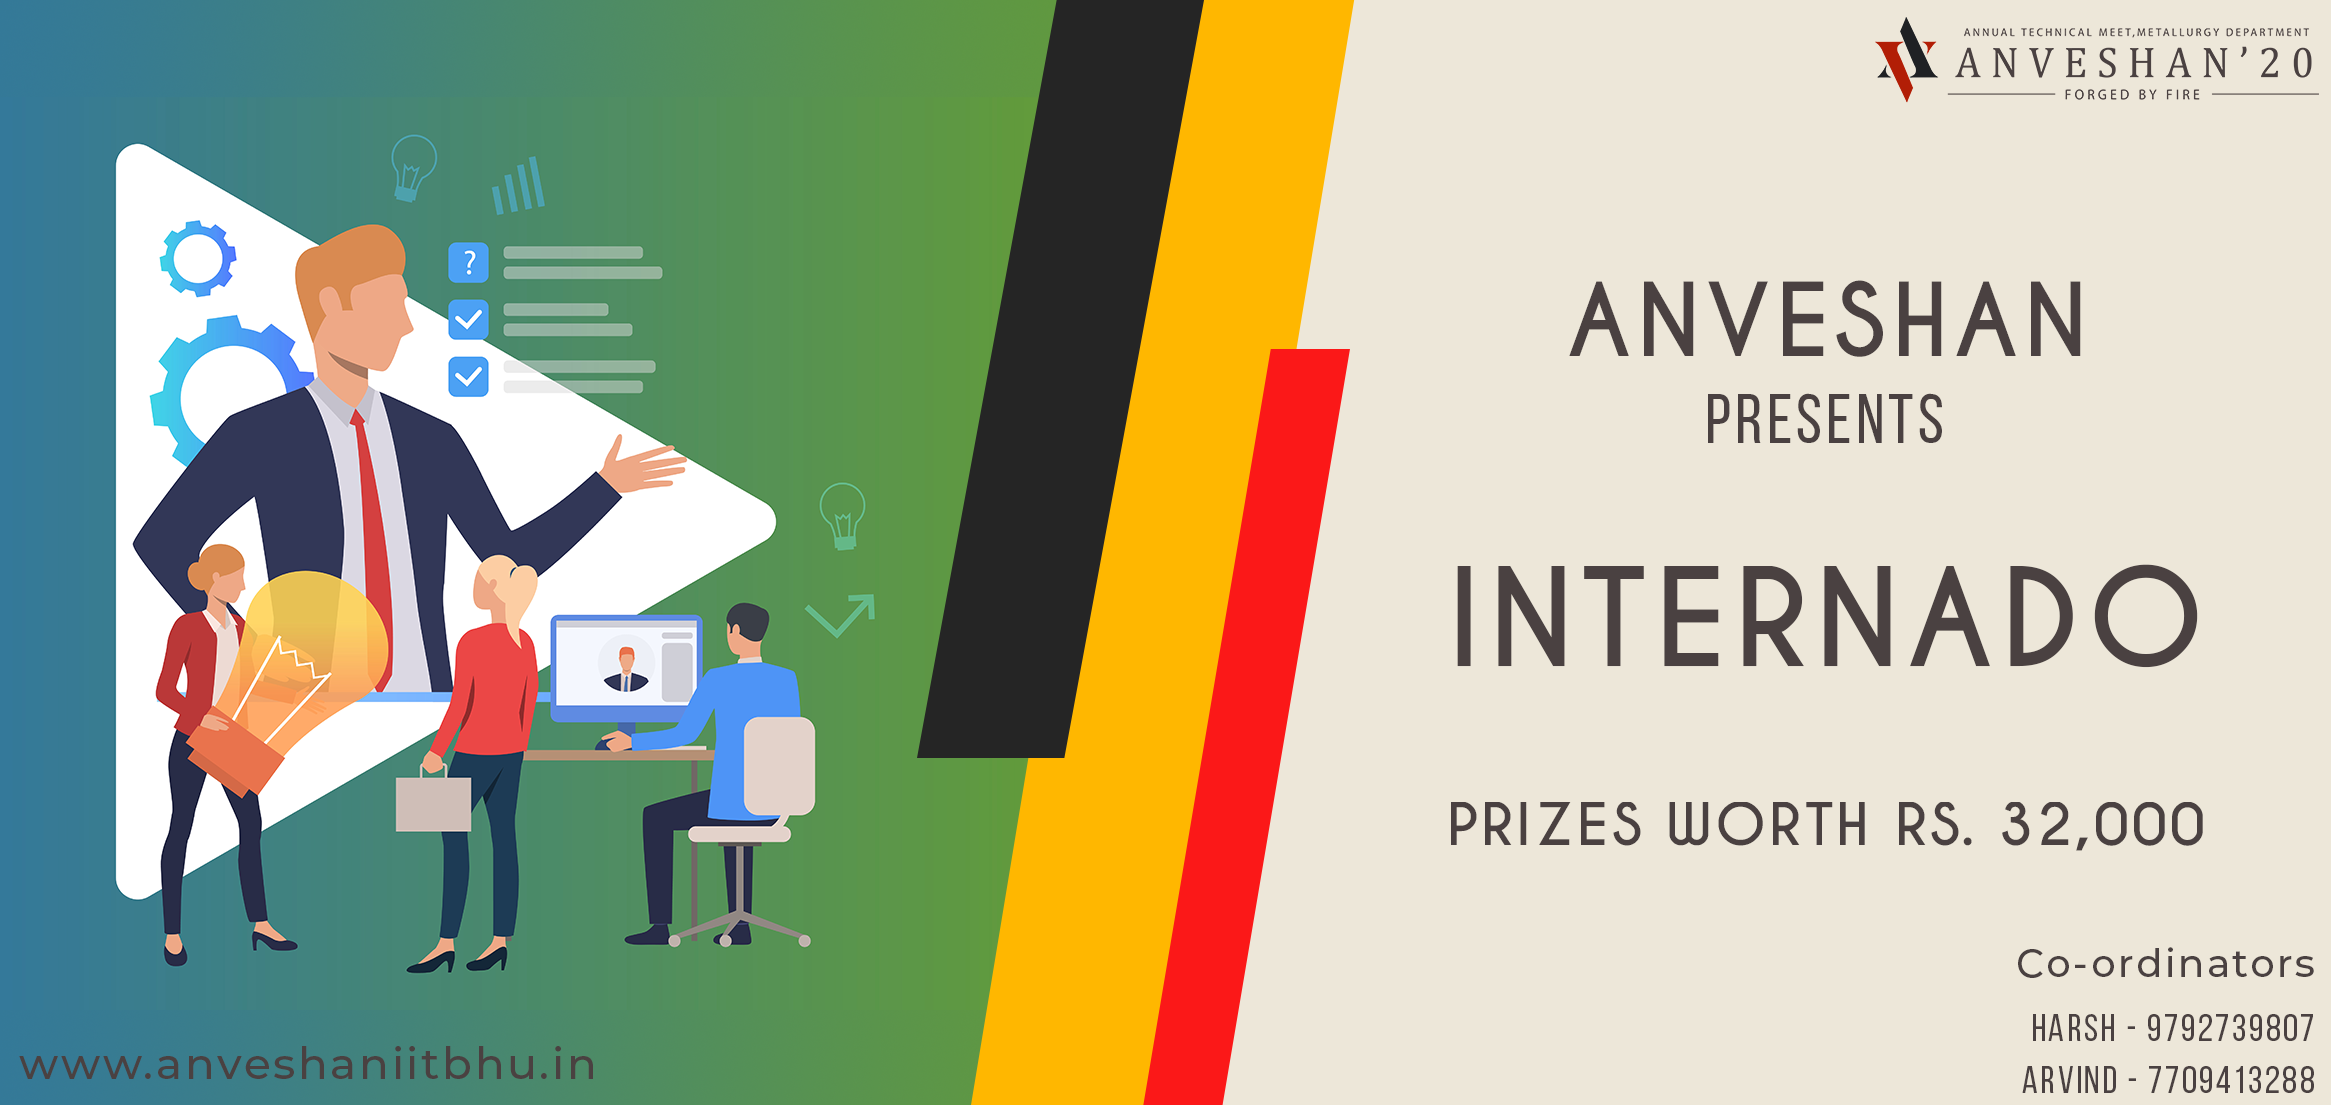 ANNUAL TECHNICAL MEET,METALLURGY DEPARTMENT
ANVESHAN'20
FORGED BY FIRE
?
ANVESHAN
PRESENTS
INTERNADO
PRIZES WORTH RS. 32,000
Co-ordinators
HARSH - 9792739807
ARVIND - 7709413288
www.anveshaniitbhu.in